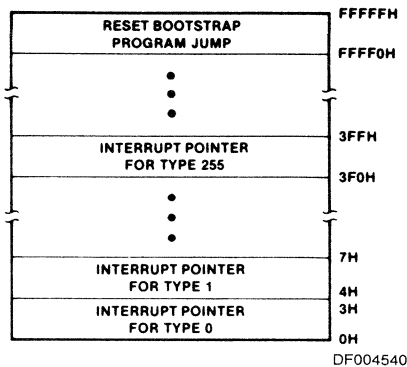 FFFFFH
RESET BOOTSTRAP
PROGRAM JUMP
FFFF0H
3FFH
INTERRUPT POINTER
FOR TYPE 255
3F0H
7H
INTERRUPT POINTER
FOR TYPE 1
4H
3H
INTERRUPT POINTER
FOR TYPE 0
0H
DF004540